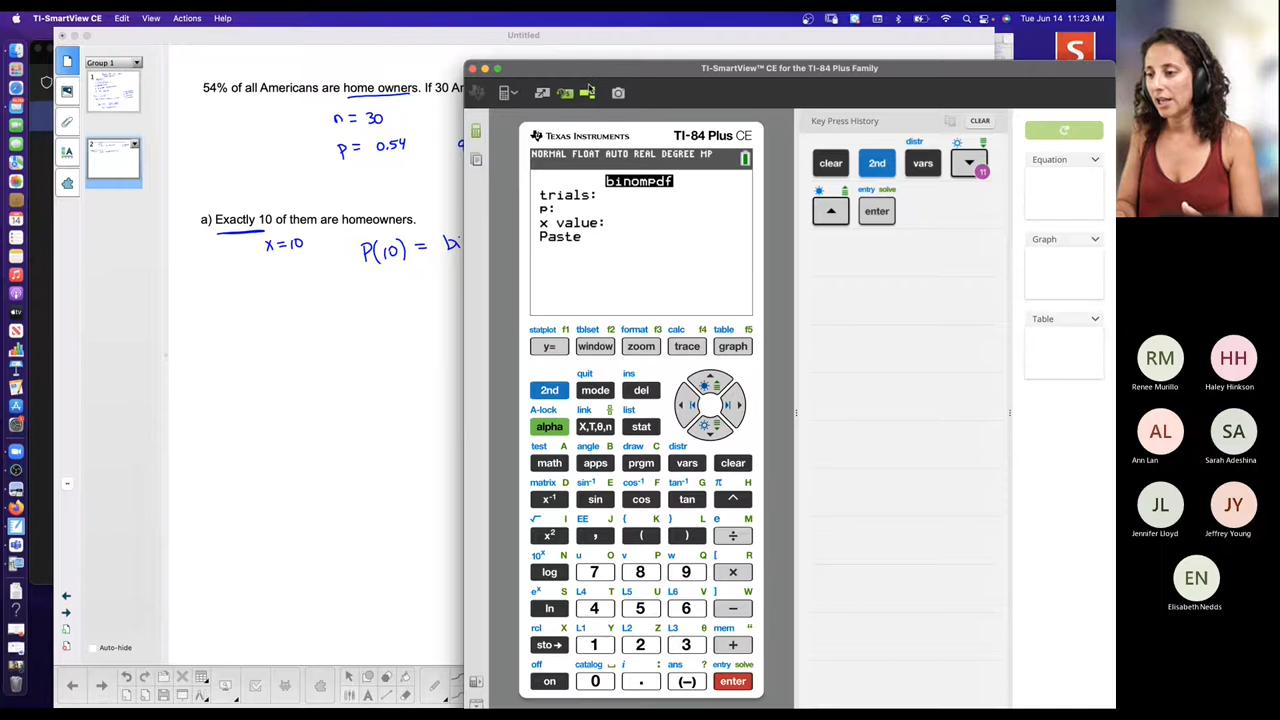 TI-SmartView CE Edit View Actions Help
Tue Jun 14 11:23 AM
Untitled
Group 1
1
2
54% of all Americans are home owners. If 30 Am
n = 30
p = 0.54
a) Exactly 10 of them are homeowners.
x=10 P(10) = bi
Auto-hide
TI-SmartView™ CE for the TI-84 Plus Family
TEXAS INSTRUMENTS TI-84 Plus CE
NORMAL FLOAT AUTO REAL DEGREE MP
binompdf
trials:
p:
x value:
Paste
statplot f1 tblset f2 format f3 calc f4 table f5
y= window zoom trace graph
quit ins
2nd mode del
A-lock link list
alpha X,T,θ,n stat
test A angle B draw C distr
math apps prgm vars clear
matrix D sin⁻¹ E cos⁻¹ F tan⁻¹ G π H
x⁻¹ sin cos tan ^
√ I EE J { K } L e M
x² , ( ) ÷
10ˣ N u O v P w Q [ R
log 7 8 9 ×
eˣ S L4 T L5 U L6 V ] W
ln 4 5 6 −
rcl X L1 Y L2 Z L3 θ mem "
sto→ 1 2 3 +
off catalog i : ans ? entry solve
on 0 . (−) enter
Key Press History CLEAR
distr
clear 2nd vars
11
entry solve
enter
Equation
Graph
Table
S
RM
Renee Murillo
HH
Haley Hinkson
AL
Ann Lan
SA
Sarah Adeshina
JL
Jennifer Lloyd
JY
Jeffrey Young
EN
Elisabeth Nedds